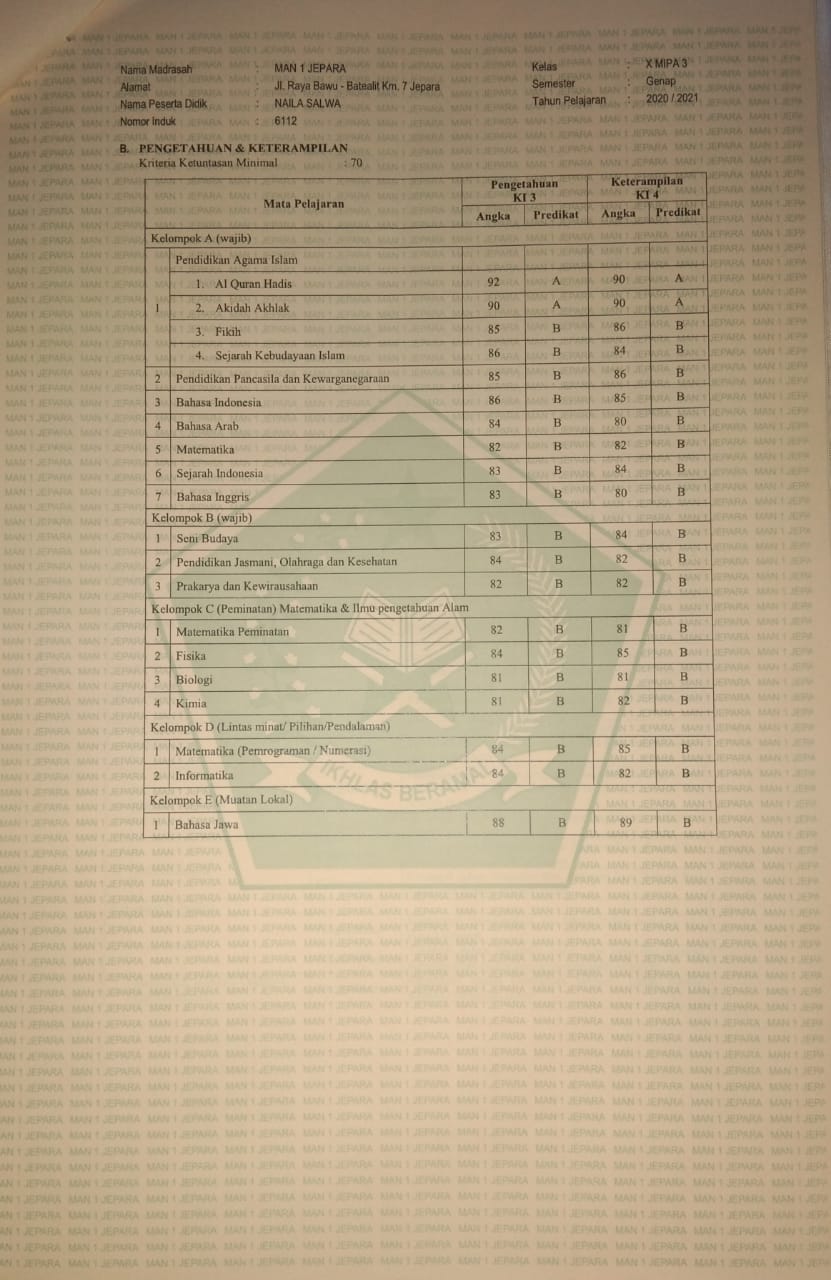 Nama Madrasah : MAN 1 JEPARA Kelas : X MIPA 3
Alamat : Jl. Raya Bawu - Batealit Km. 7 Jepara Semester : Genap
Nama Peserta Didik : NAILA SALWA Tahun Pelajaran : 2020 / 2021
Nomor Induk : 6112
B. PENGETAHUAN & KETERAMPILAN
Kriteria Ketuntasan Minimal : 70
Mata Pelajaran Pengetahuan KI 3 Keterampilan KI 4
Angka Predikat Angka Predikat
Kelompok A (wajib)
1 Pendidikan Agama Islam
1. Al Quran Hadis 92 A 90 A
2. Akidah Akhlak 90 A 90 A
3. Fikih 85 B 86 B
4. Sejarah Kebudayaan Islam 86 B 84 B
2 Pendidikan Pancasila dan Kewarganegaraan 85 B 86 B
3 Bahasa Indonesia 86 B 85 B
4 Bahasa Arab 84 B 80 B
5 Matematika 82 B 82 B
6 Sejarah Indonesia 83 B 84 B
7 Bahasa Inggris 83 B 80 B
Kelompok B (wajib)
1 Seni Budaya 83 B 84 B
2 Pendidikan Jasmani, Olahraga dan Kesehatan 84 B 82 B
3 Prakarya dan Kewirausahaan 82 B 82 B
Kelompok C (Peminatan) Matematika & Ilmu pengetahuan Alam
1 Matematika Peminatan 82 B 81 B
2 Fisika 84 B 85 B
3 Biologi 81 B 81 B
4 Kimia 81 B 82 B
Kelompok D (Lintas minat/ Pilihan/Pendalaman)
1 Matematika (Pemrograman / Numerasi) 84 B 85 B
2 Informatika 84 B 82 B
IKHLAS BERAMAL
Kelompok E (Muatan Lokal)
1 Bahasa Jawa 88 B 89 B